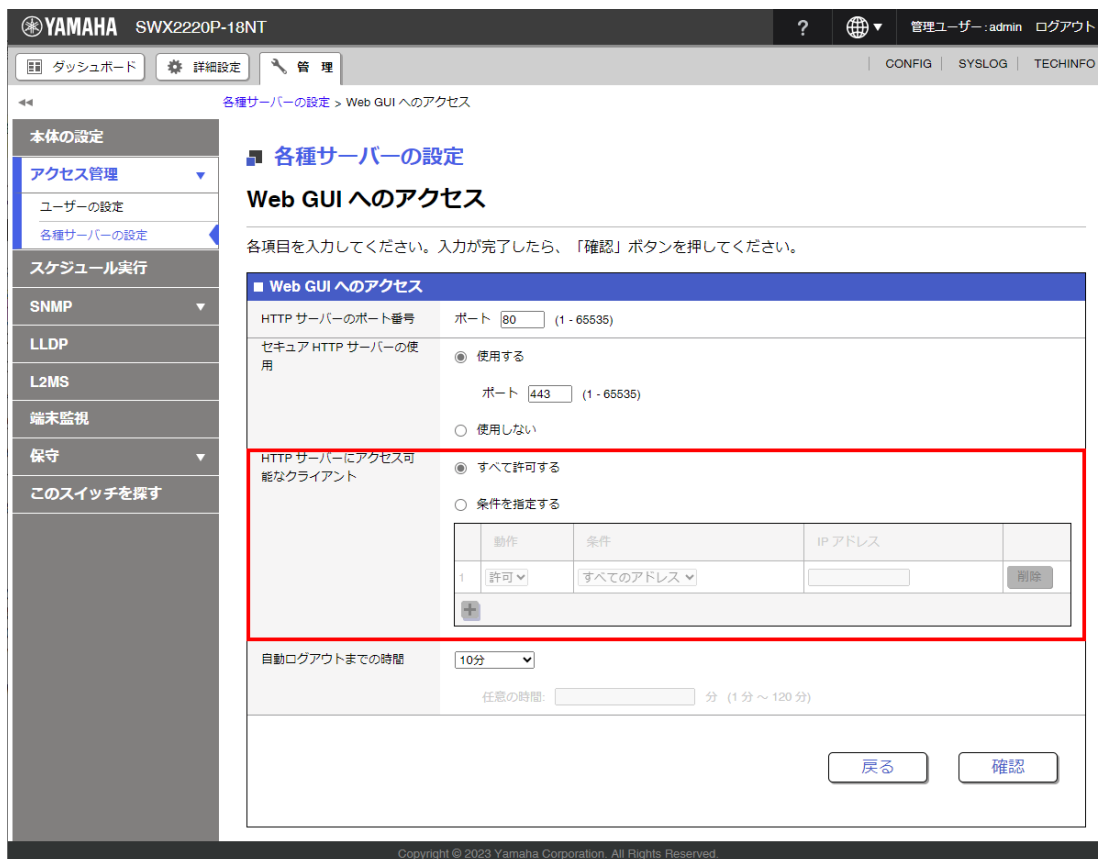 YAMAHA SWX2220P-18NT ? ▼ 管理ユーザー:admin ログアウト
ダッシュボード 詳細設定 管 理 | CONFIG | SYSLOG | TECHINFO
◀◀ 各種サーバーの設定 > Web GUI へのアクセス
本体の設定
アクセス管理 ▼
ユーザーの設定
各種サーバーの設定
スケジュール実行
SNMP ▼
LLDP
L2MS
端末監視
保守 ▼
このスイッチを探す
各種サーバーの設定
Web GUI へのアクセス
各項目を入力してください。入力が完了したら、「確認」ボタンを押してください。
■ Web GUI へのアクセス
HTTP サーバーのポート番号 ポート 80 (1 - 65535)
セキュア HTTP サーバーの使
用
使用する
ポート 443 (1 - 65535)
使用しない
HTTP サーバーにアクセス可
能なクライアント
すべて許可する
条件を指定する
動作 条件 IP アドレス
1 許可 すべてのアドレス 削除
+
自動ログアウトまでの時間 10分
任意の時間: 分 (1 分 ～ 120 分)
戻る 確認
Copyright © 2023 Yamaha Corporation. All Rights Reserved.